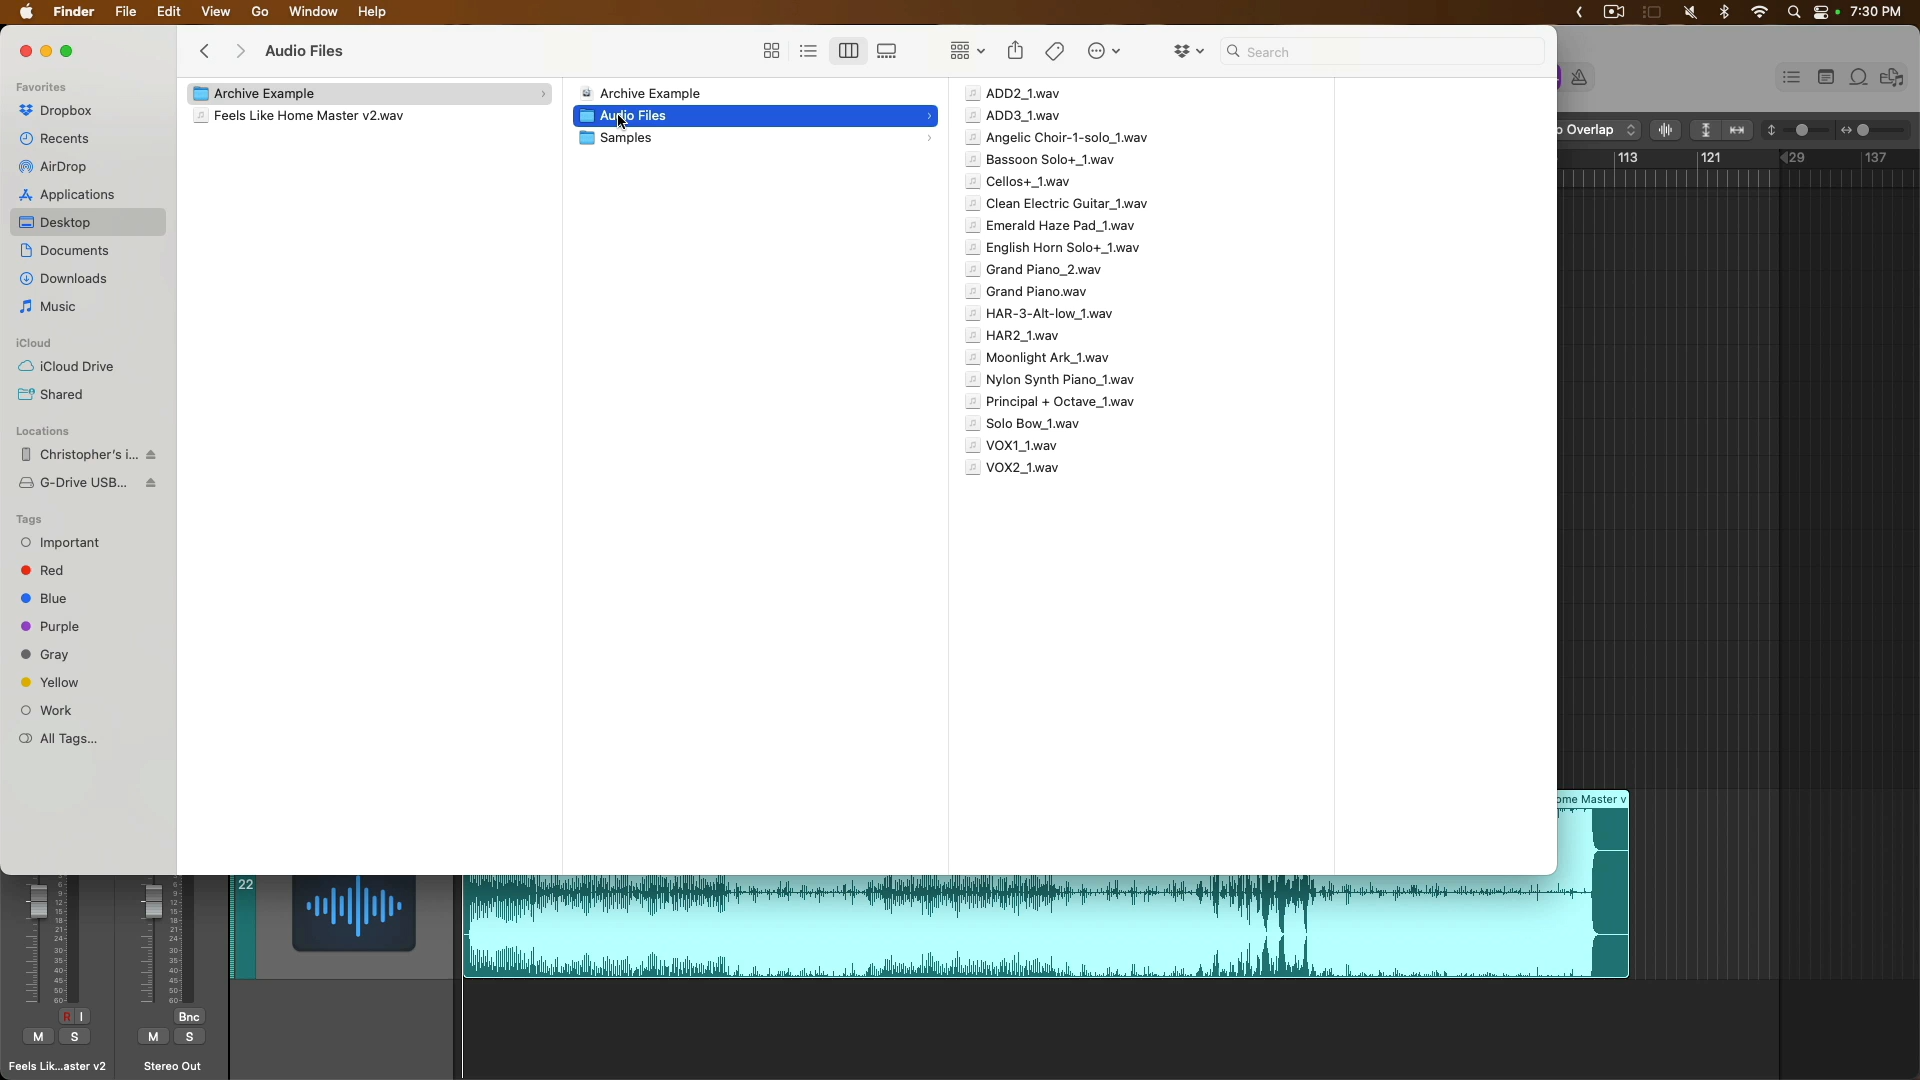 Finder File Edit View Go Window Help 7:30 PM
Audio Files
Search
Favorites
Dropbox
Recents
AirDrop
Applications
Desktop
Documents
Downloads
Music
iCloud
iCloud Drive
Shared
Locations
Christopher's i...
G-Drive USB...
Tags
Important
Red
Blue
Purple
Gray
Yellow
Work
All Tags...
Archive Example
Feels Like Home Master v2.wav
Archive Example
Audio Files
Samples
ADD2_1.wav
ADD3_1.wav
Angelic Choir-1-solo_1.wav
Bassoon Solo+_1.wav
Cellos+_1.wav
Clean Electric Guitar_1.wav
Emerald Haze Pad_1.wav
English Horn Solo+_1.wav
Grand Piano_2.wav
Grand Piano.wav
HAR-3-Alt-low_1.wav
HAR2_1.wav
Moonlight Ark_1.wav
Nylon Synth Piano_1.wav
Principal + Octave_1.wav
Solo Bow_1.wav
VOX1_1.wav
VOX2_1.wav
o Overlap
113 121 29 137
ome Master v
22
R I Bnc
M S M S
Feels Lik...aster v2 Stereo Out